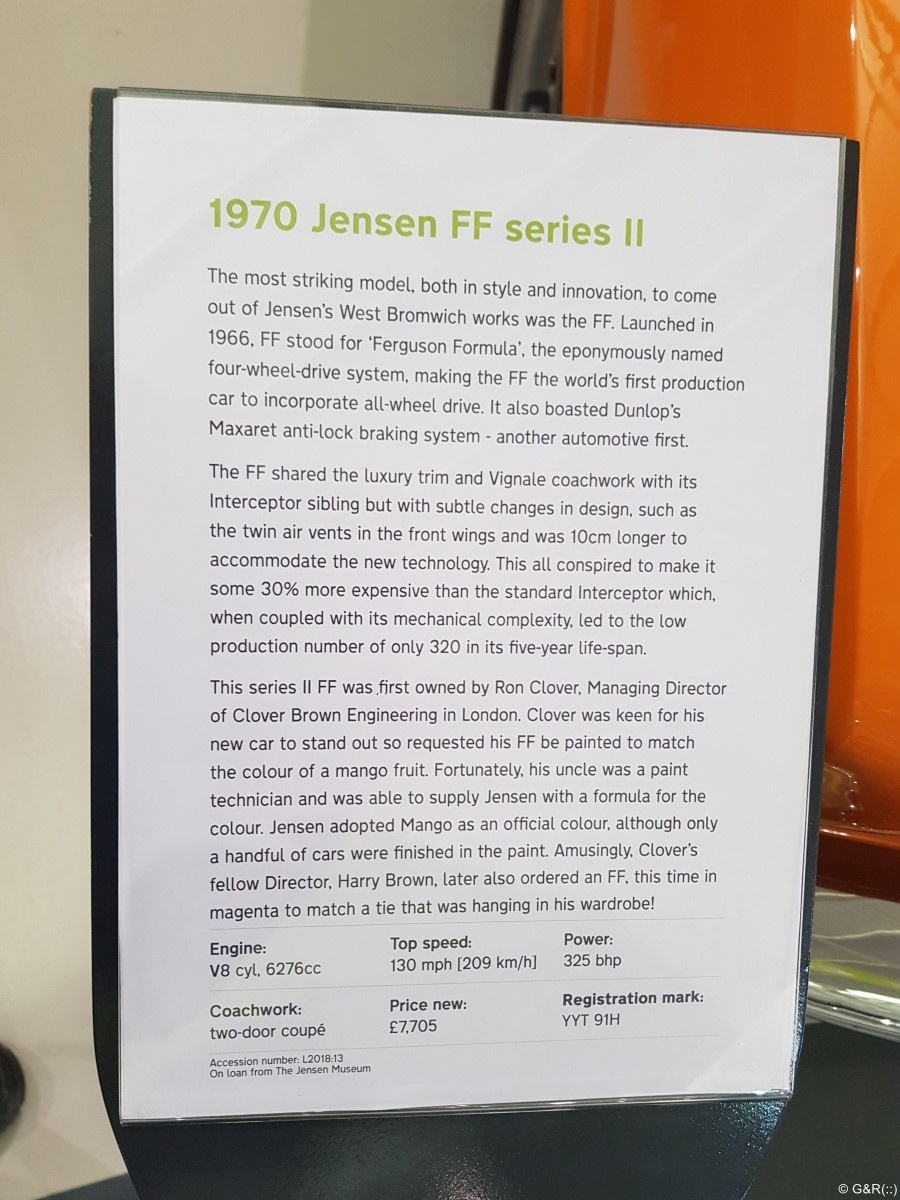 1970 Jensen FF series II
The most striking model, both in style and innovation, to come
out of Jensen's West Bromwich works was the FF. Launched in
1966, FF stood for 'Ferguson Formula', the eponymously named
four-wheel-drive system, making the FF the world's first production
car to incorporate all-wheel drive. It also boasted Dunlop's
Maxaret anti-lock braking system - another automotive first.
The FF shared the luxury trim and Vignale coachwork with its
Interceptor sibling but with subtle changes in design, such as
the twin air vents in the front wings and was 10cm longer to
accommodate the new technology. This all conspired to make it
some 30% more expensive than the standard Interceptor which,
when coupled with its mechanical complexity, led to the low
production number of only 320 in its five-year life-span.
This series II FF was first owned by Ron Clover, Managing Director
of Clover Brown Engineering in London. Clover was keen for his
new car to stand out so requested his FF be painted to match
the colour of a mango fruit. Fortunately, his uncle was a paint
technician and was able to supply Jensen with a formula for the
colour. Jensen adopted Mango as an official colour, although only
a handful of cars were finished in the paint. Amusingly, Clover's
fellow Director, Harry Brown, later also ordered an FF, this time in
magenta to match a tie that was hanging in his wardrobe!
Engine: Top speed: Power:
V8 cyl, 6276cc 130 mph [209 km/h] 325 bhp
Coachwork: Price new: Registration mark:
two-door coupé £7,705 YYT 91H
Accession number: L2018:13
On loan from The Jensen Museum
© G&R(::)